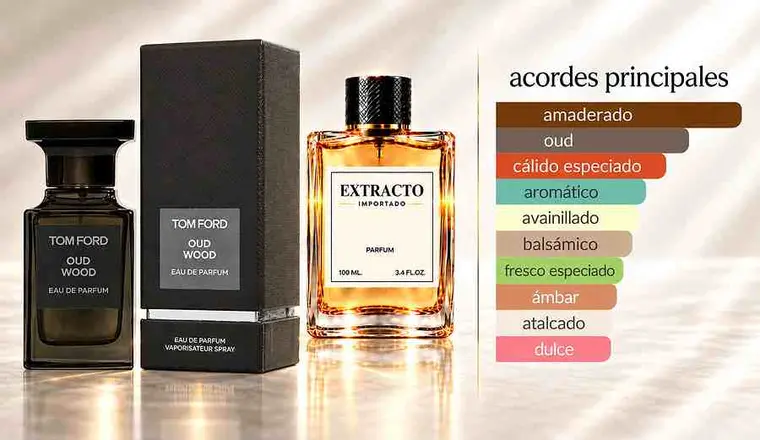 TOM FORD
OUD
WOOD
EAU DE PARFUM
TOM FORD
OUD
WOOD
EAU DE PARFUM
EAU DE PARFUM
VAPORISATEUR SPRAY
EXTRACTO
IMPORTADO
PARFUM
100 ML. 3.4 FL.OZ.
acordes principales
amaderado
oud
cálido especiado
aromático
avainillado
balsámico
fresco especiado
ámbar
atalcado
dulce